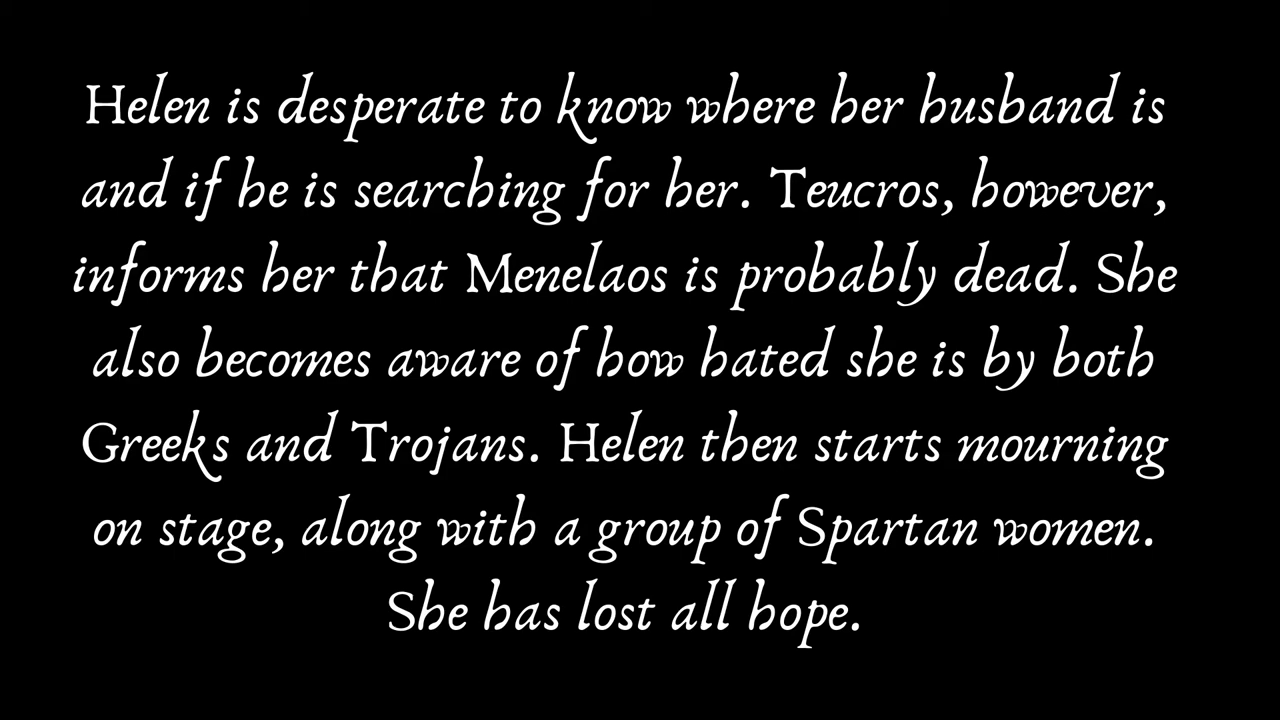 Helen is desperate to know where her husband is
and if he is searching for her. Teucros, however,
informs her that Menelaos is probably dead. She
also becomes aware of how hated she is by both
Greeks and Trojans. Helen then starts mourning
on stage, along with a group of Spartan women.
She has lost all hope.